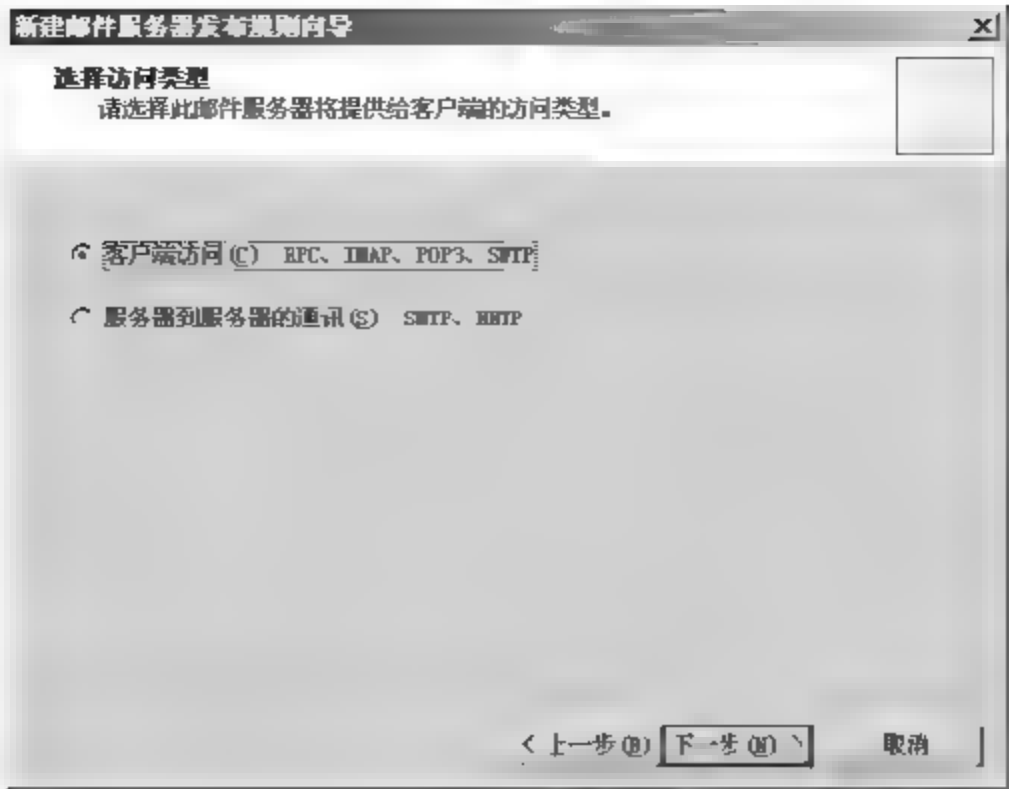 新建邮件服务器发布规则向导
选择访问类型
请选择此邮件服务器将提供给客户端的访问类型。
客户端访问(C) RPC、IMAP、POP3、SMTP
服务器到服务器的通讯(S) SMTP、NNTP
< 上一步(B) 下一步(N) > 取消